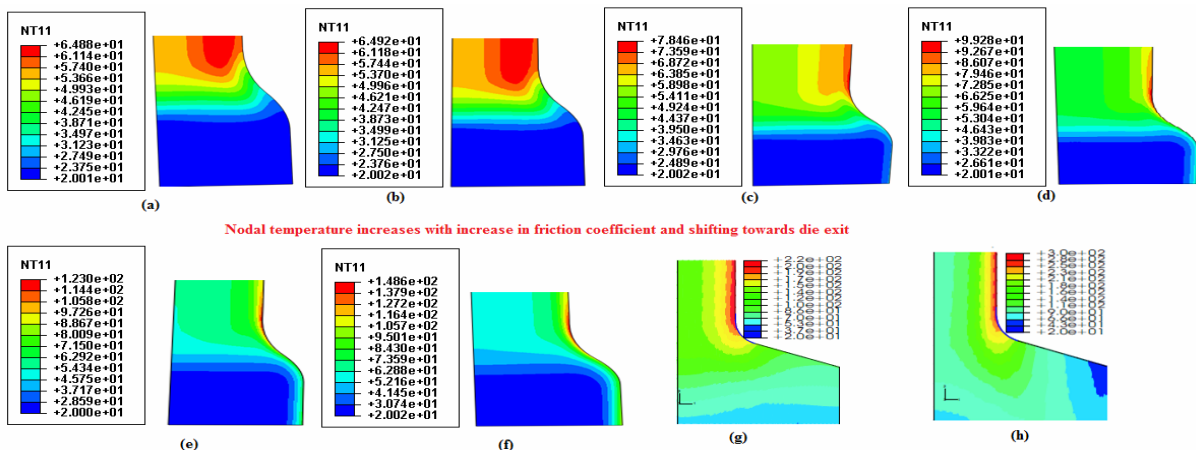 NT11
+6.488e+01
+6.114e+01
+5.740e+01
+5.366e+01
+4.993e+01
+4.619e+01
+4.245e+01
+3.871e+01
+3.497e+01
+3.123e+01
+2.749e+01
+2.375e+01
+2.001e+01
(a)
NT11
+6.492e+01
+6.118e+01
+5.744e+01
+5.370e+01
+4.996e+01
+4.621e+01
+4.247e+01
+3.873e+01
+3.499e+01
+3.125e+01
+2.750e+01
+2.376e+01
+2.002e+01
(b)
NT11
+7.846e+01
+7.359e+01
+6.872e+01
+6.385e+01
+5.898e+01
+5.411e+01
+4.924e+01
+4.437e+01
+3.950e+01
+3.463e+01
+2.976e+01
+2.489e+01
+2.002e+01
(c)
NT11
+9.928e+01
+9.267e+01
+8.607e+01
+7.946e+01
+7.285e+01
+6.625e+01
+5.964e+01
+5.304e+01
+4.643e+01
+3.983e+01
+3.322e+01
+2.661e+01
+2.001e+01
(d)
Nodal temperature increases with increase in friction coefficient and shifting towards die exit
NT11
+1.230e+02
+1.144e+02
+1.058e+02
+9.726e+01
+8.867e+01
+8.009e+01
+7.150e+01
+6.292e+01
+5.434e+01
+4.575e+01
+3.717e+01
+2.859e+01
+2.000e+01
(e)
NT11
+1.486e+02
+1.379e+02
+1.272e+02
+1.164e+02
+1.057e+02
+9.501e+01
+8.430e+01
+7.359e+01
+6.288e+01
+5.216e+01
+4.145e+01
+3.074e+01
+2.002e+01
(f)
+2.2e+02
+2.0e+02
+2.0e+01
(g)
+3.0e+02
+2.0e+01
(h)